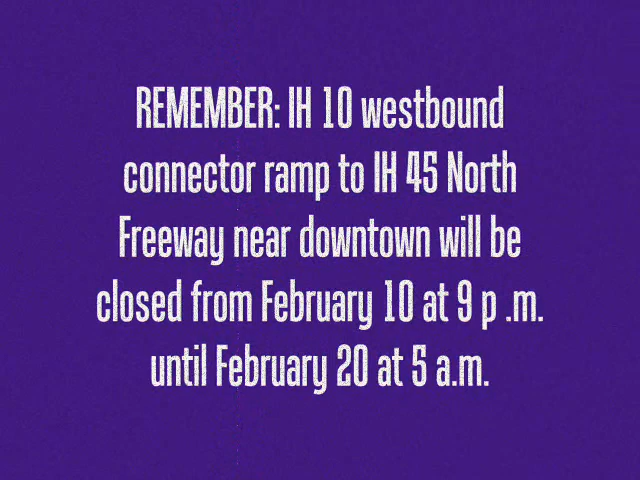 REMEMBER: IH 10 westbound
connector ramp to IH 45 North
Freeway near downtown will be
closed from February 10 at 9 p .m.
until February 20 at 5 a.m.